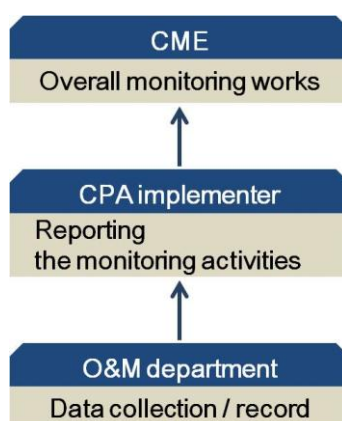 CME
Overall monitoring works
CPA implementer
Reporting
the monitoring activities
O&M department
Data collection / record